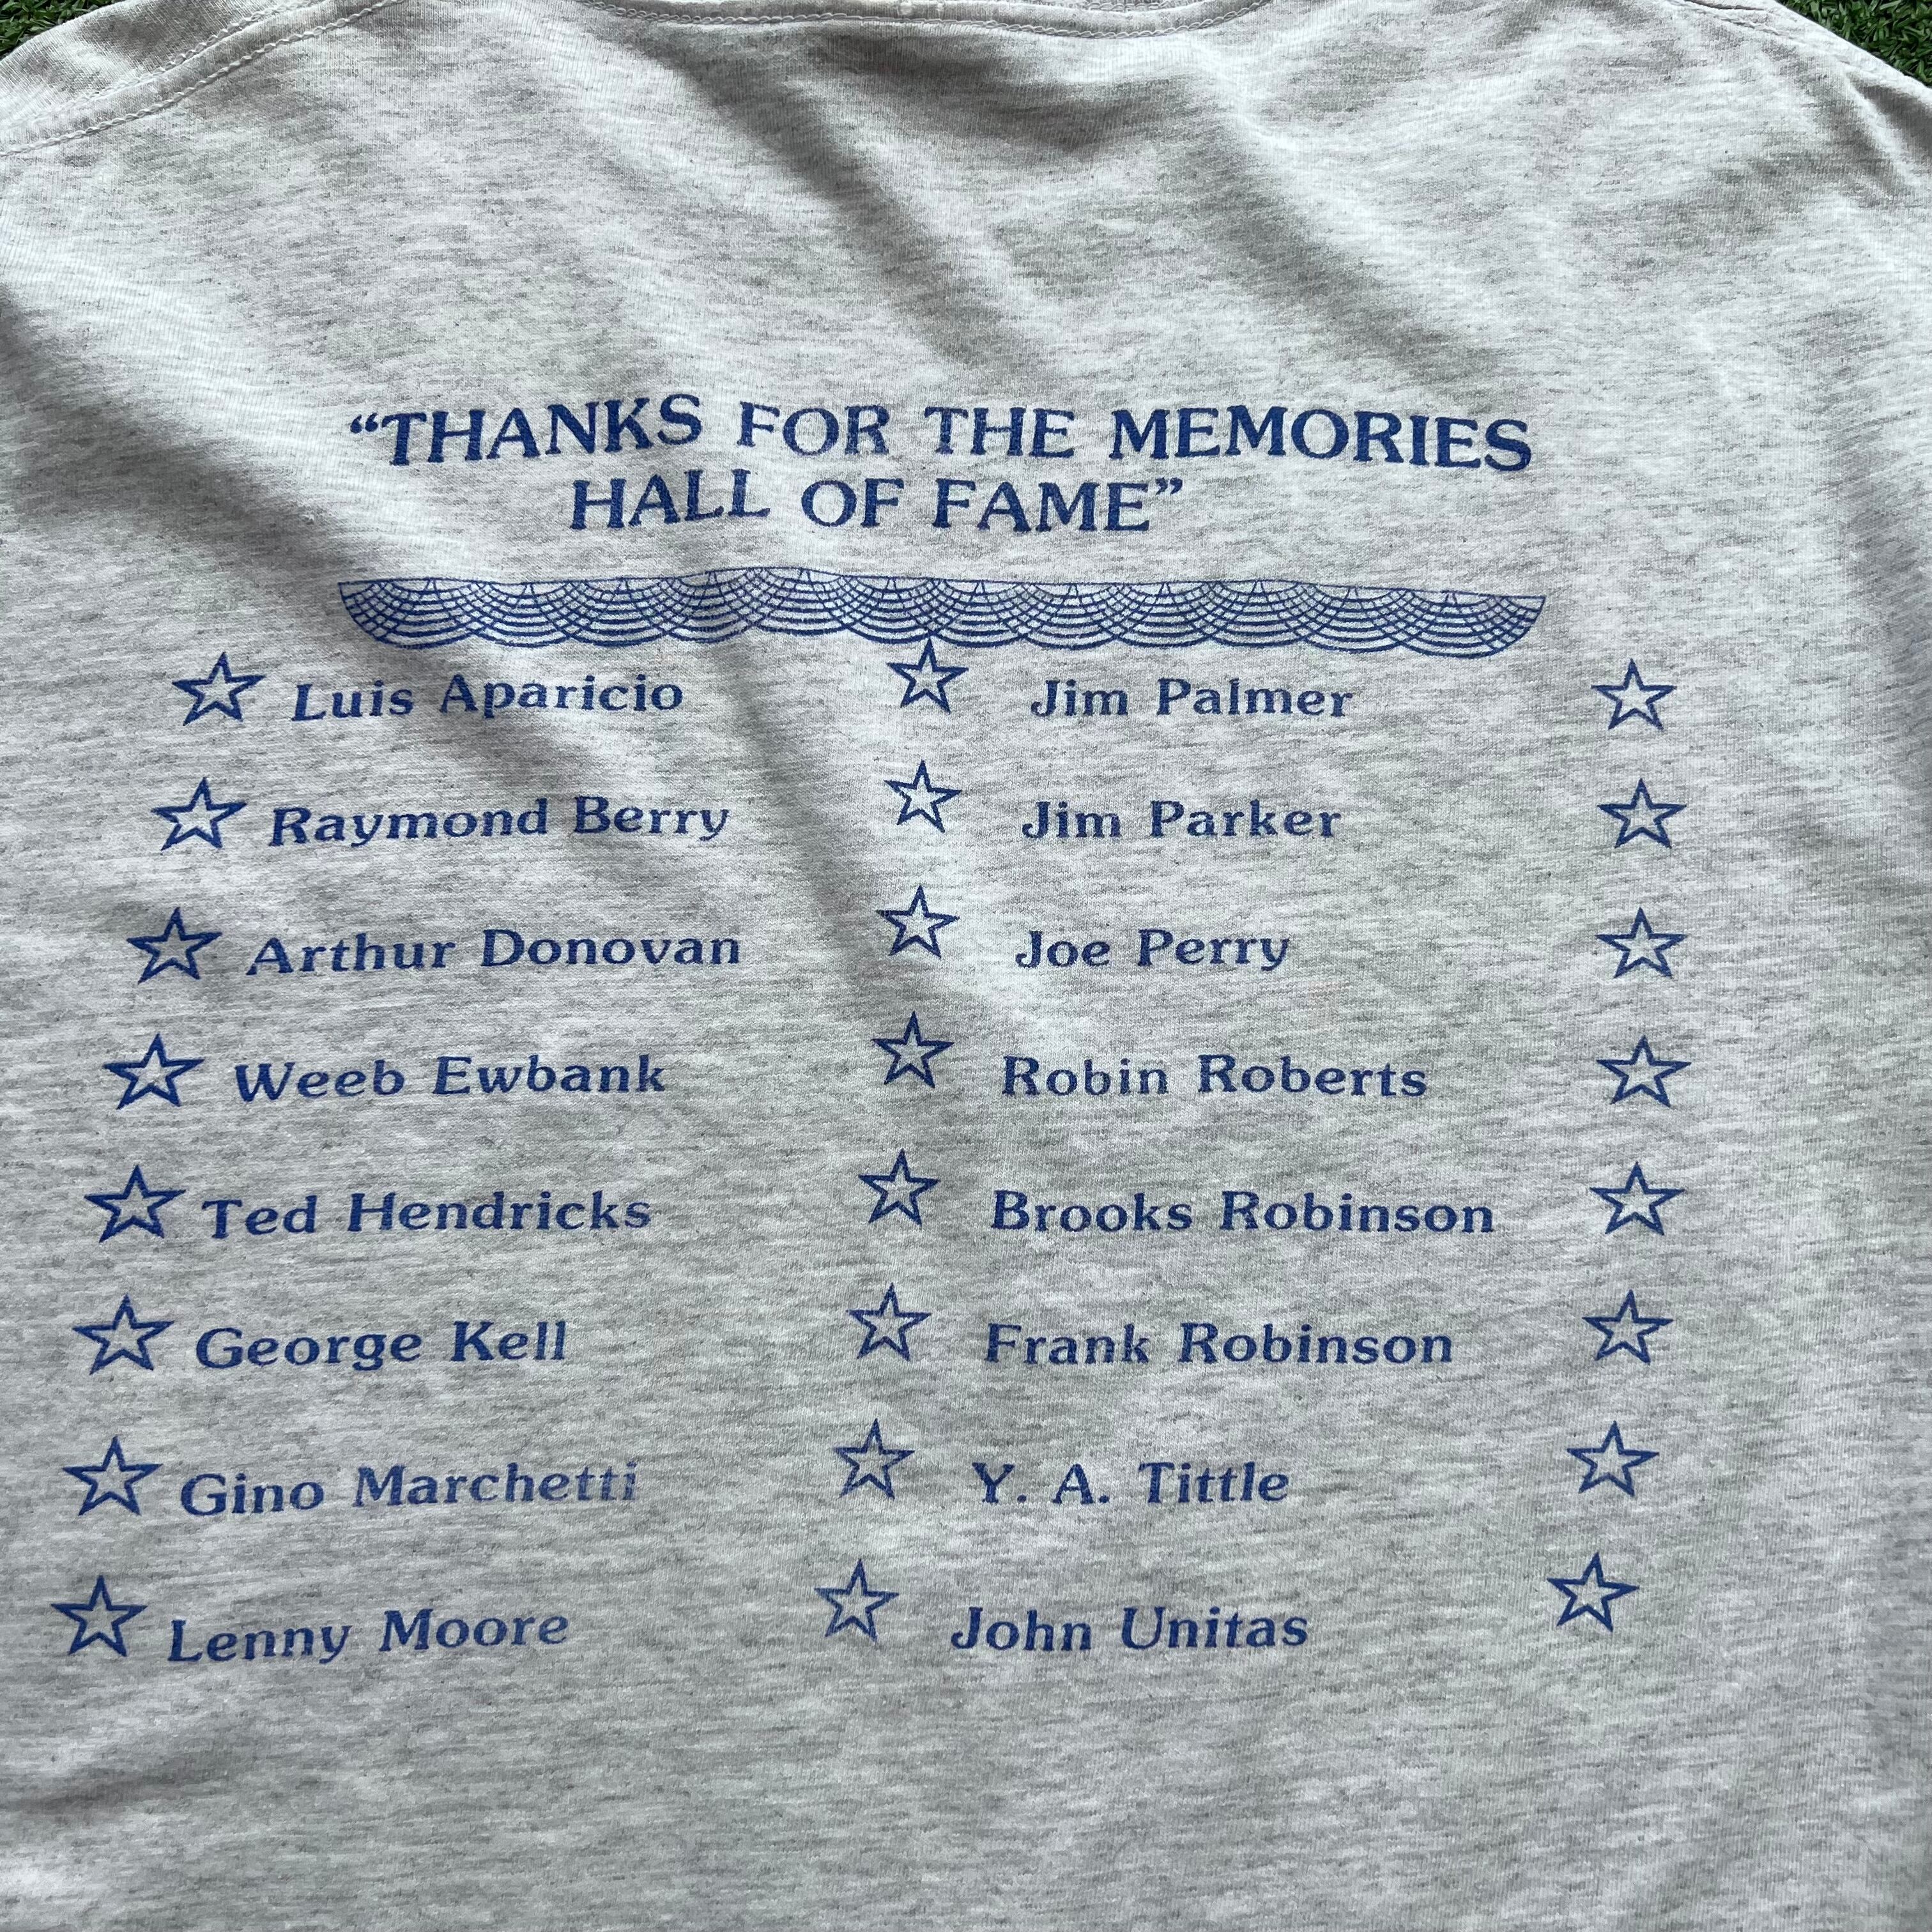 “THANKS FOR THE MEMORIES
HALL OF FAME”
Luis Aparicio Jim Palmer
Raymond Berry Jim Parker
Arthur Donovan Joe Perry
Weeb Ewbank Robin Roberts
Ted Hendricks Brooks Robinson
George Kell Frank Robinson
Gino Marchetti Y. A. Tittle
Lenny Moore John Unitas